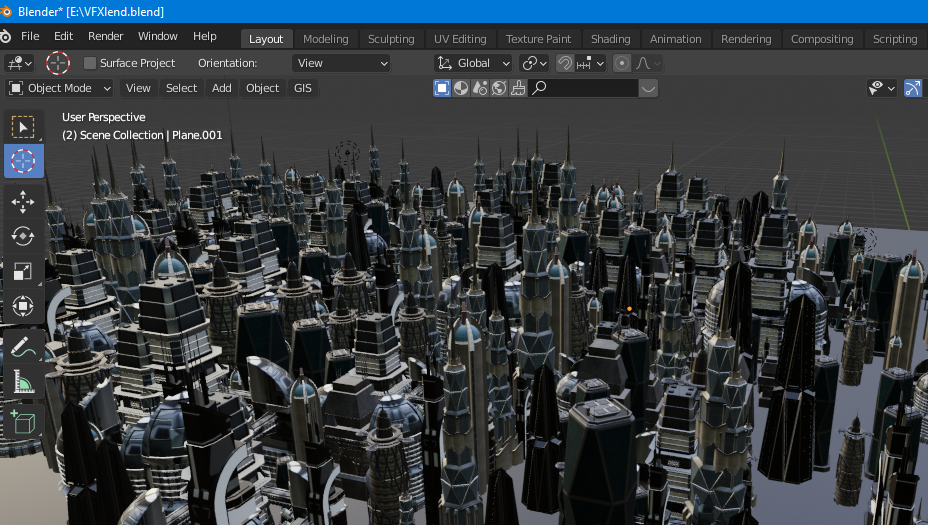 Blender* [E:\VFXlend.blend]
File Edit Render Window Help Layout Modeling Sculpting UV Editing Texture Paint Shading Animation Rendering Compositing Scripting
Surface Project Orientation: View Global
Object Mode View Select Add Object GIS
User Perspective
(2) Scene Collection | Plane.001